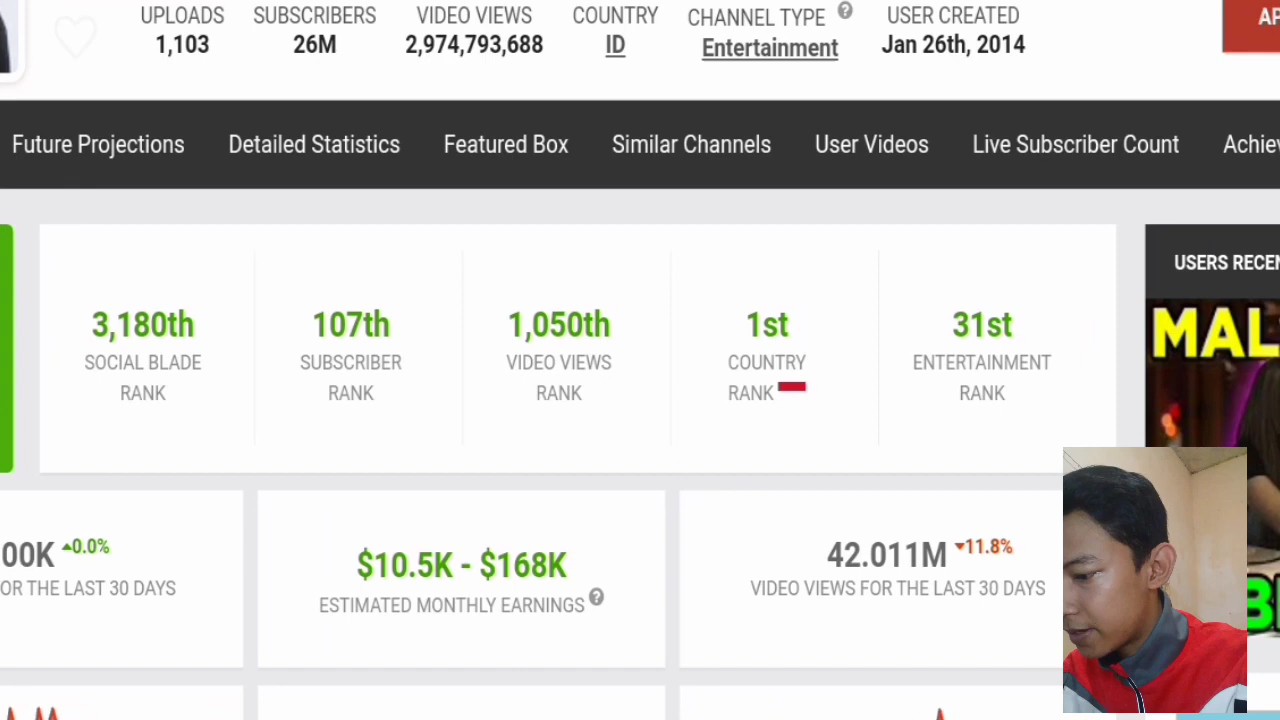 UPLOADS SUBSCRIBERS VIDEO VIEWS COUNTRY CHANNEL TYPE ? USER CREATED
1,103 26M 2,974,793,688 ID Entertainment Jan 26th, 2014
AP
Future Projections Detailed Statistics Featured Box Similar Channels User Videos Live Subscriber Count Achiev
USERS RECEN
3,180th 107th 1,050th 1st 31st
SOCIAL BLADE SUBSCRIBER VIDEO VIEWS COUNTRY ENTERTAINMENT
RANK RANK RANK RANK RANK
MAL
00K 0.0% $10.5K - $168K 42.011M 11.8%
OR THE LAST 30 DAYS ESTIMATED MONTHLY EARNINGS ? VIDEO VIEWS FOR THE LAST 30 DAYS